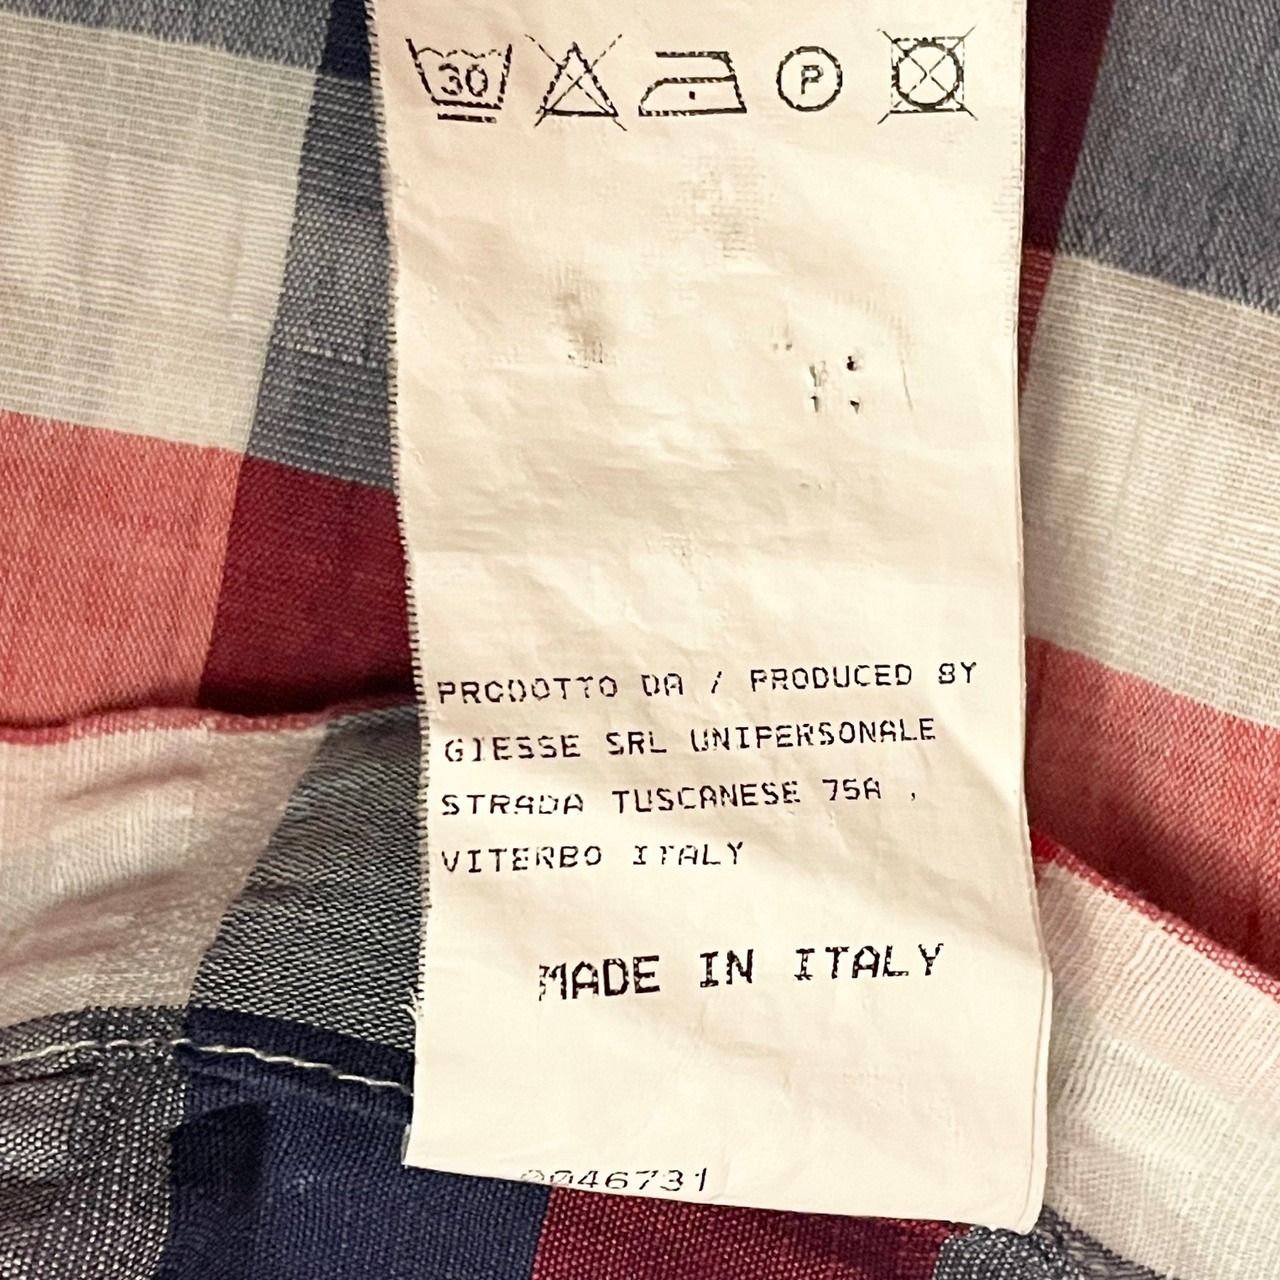 30 P
PRODOTTO DA / PRODUCED BY
GIESSE SRL UNIPERSONALE
STRADA TUSCANESE 75A ,
VITERBO ITALY
MADE IN ITALY
0046731